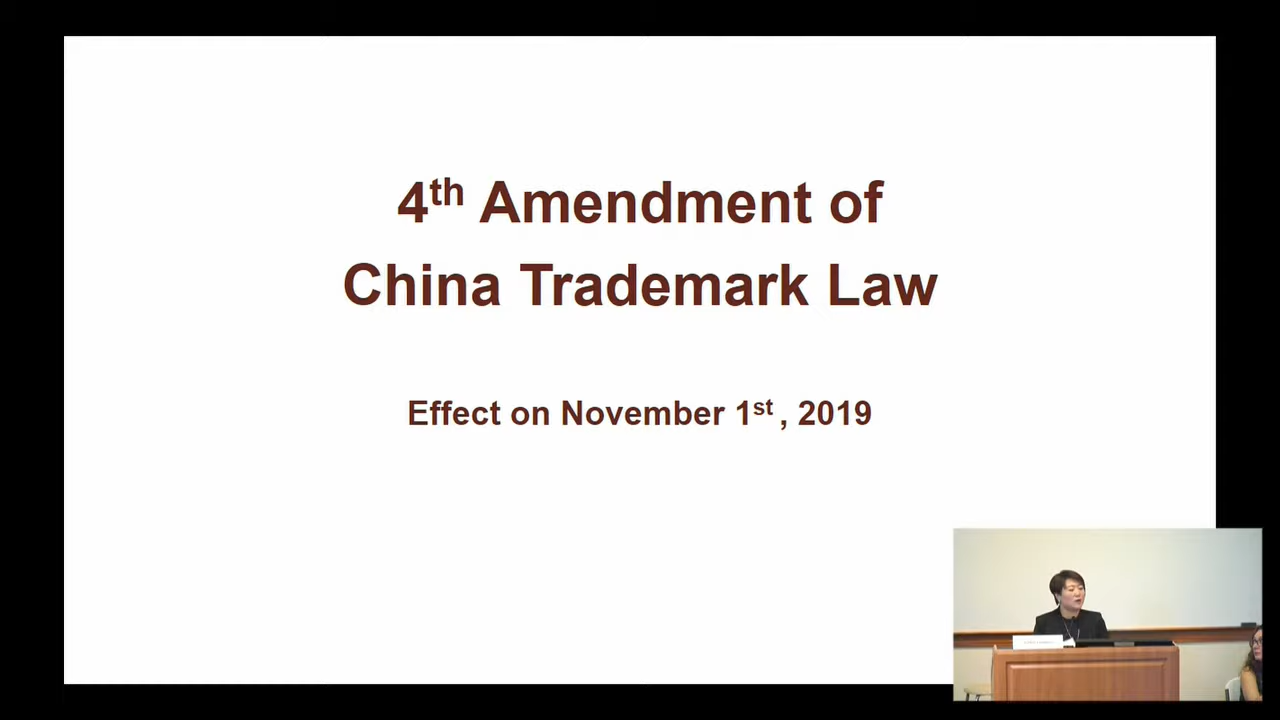 4th Amendment of
China Trademark Law
Effect on November 1st , 2019